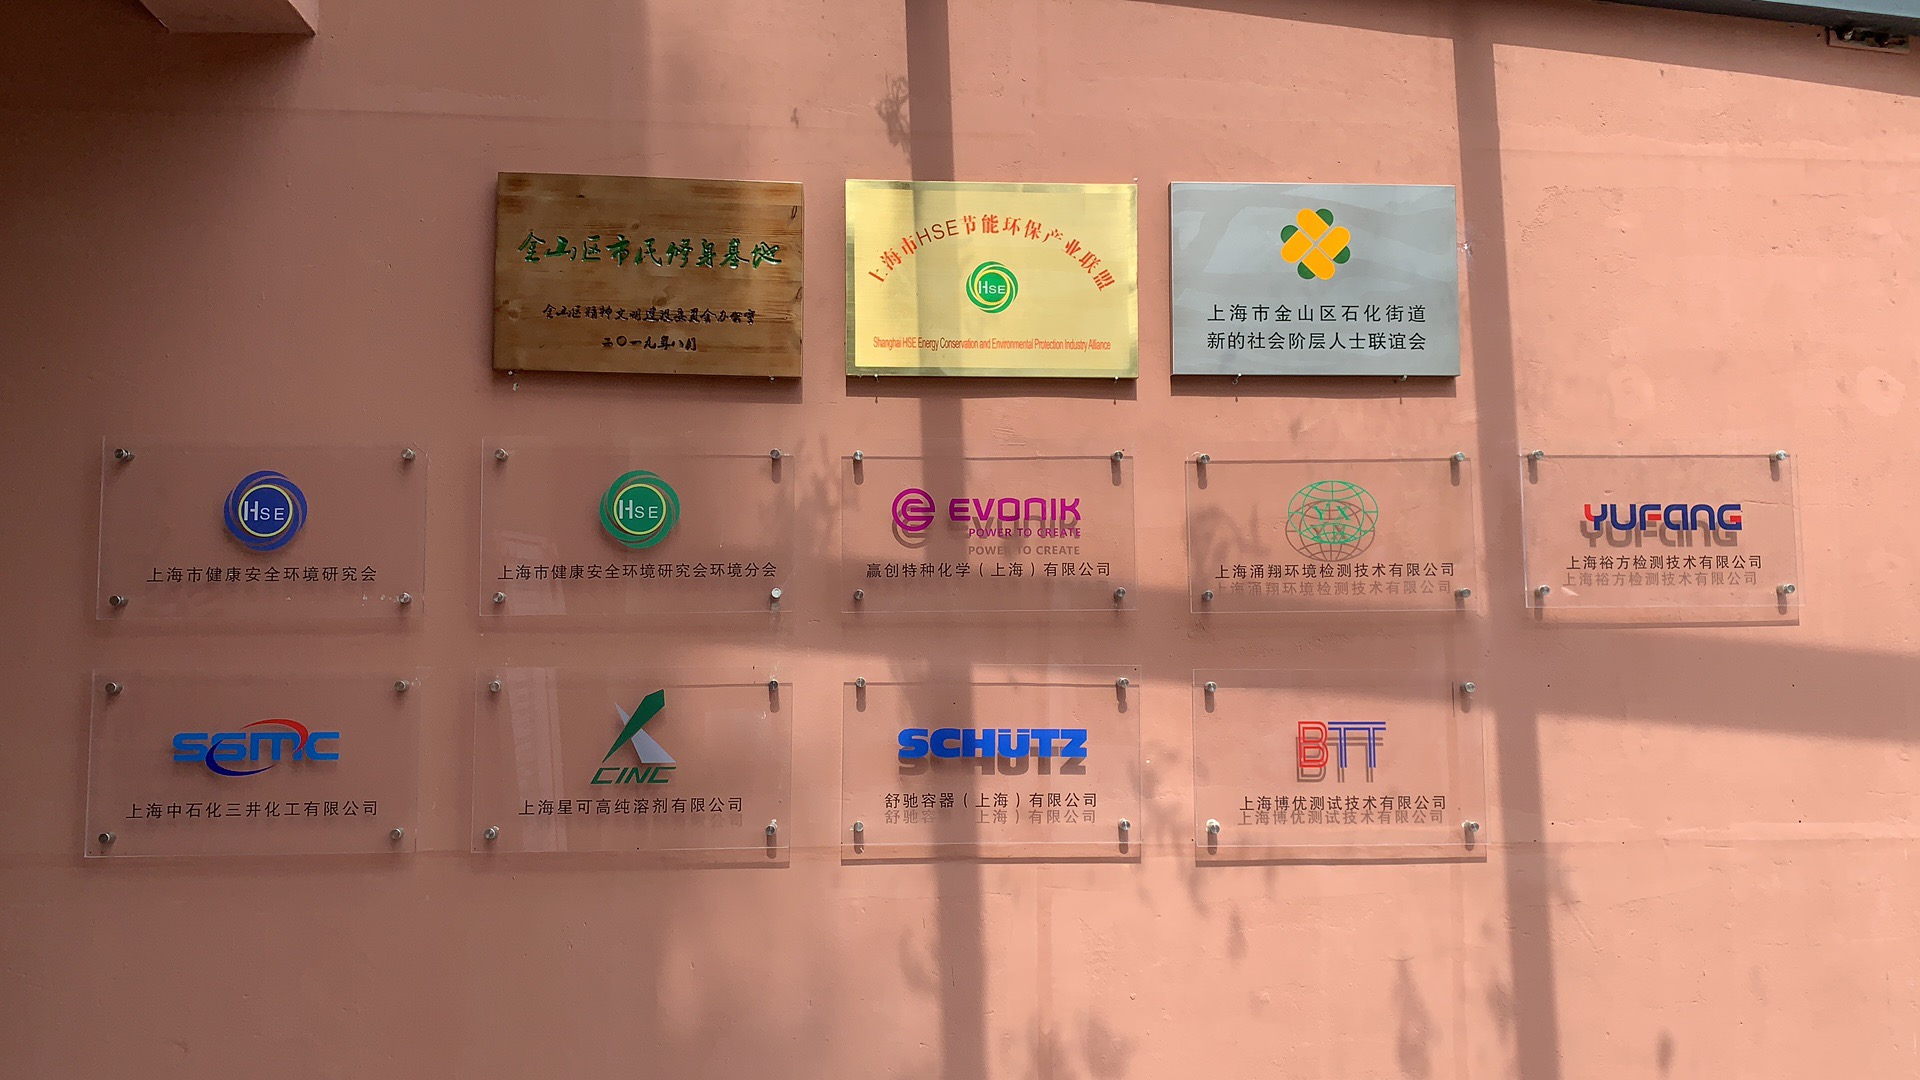 金山区市民修身基地
金山区精神文明建设委员会办公室
二〇一九年八月
上海市HSE节能环保产业联盟
HSE
Shanghai HSE Energy Conservation and Environmental Protection Industry Alliance
上海市金山区石化街道
新的社会阶层人士联谊会
HSE
上海市健康安全环境研究会
HSE
上海市健康安全环境研究会环境分会
EVONIK
POWER TO CREATE
赢创特种化学（上海）有限公司
上海涌翔环境检测技术有限公司
YUFANG
上海裕方检测技术有限公司
SSMC
上海中石化三井化工有限公司
CINC
上海星可高纯溶剂有限公司
SCHÜTZ
舒驰容器（上海）有限公司
BTT
上海博优测试技术有限公司